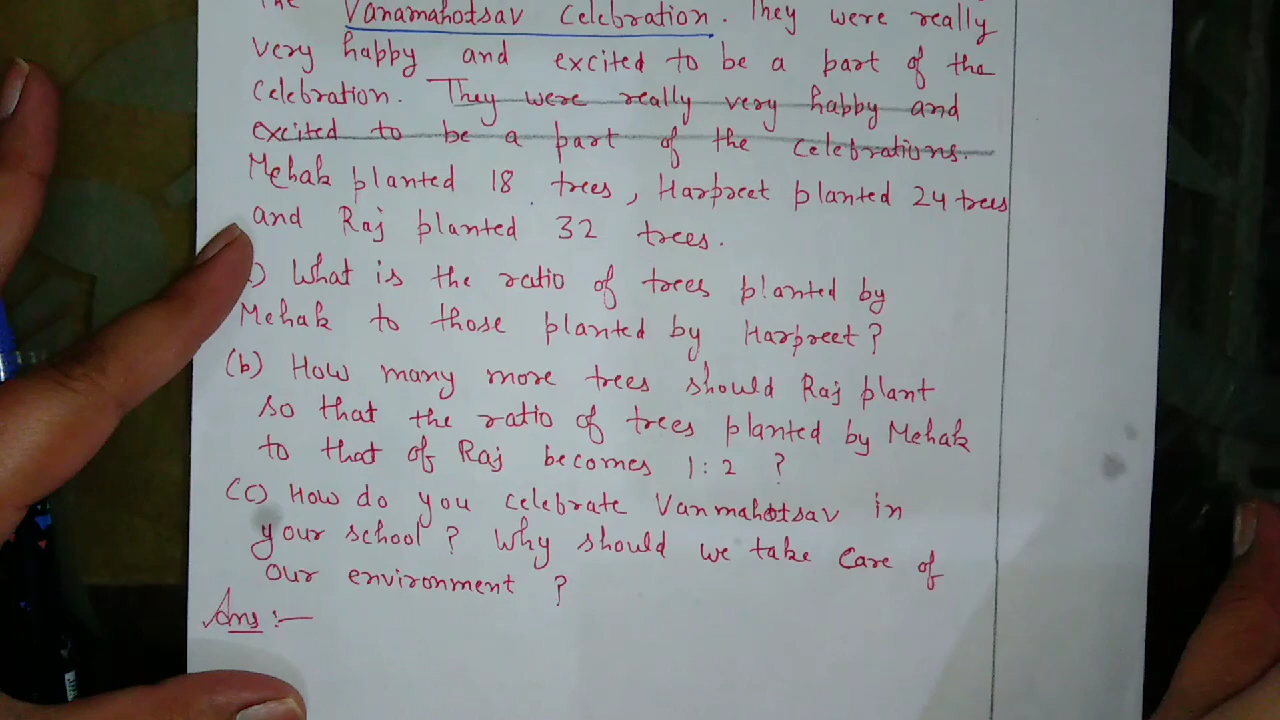 The Vanamahotsav Celebration. They were really
very happy and excited to be a part of the
Celebration. They were really very happy and
excited to be a part of the celebrations.
Mehak planted 18 trees, Harpreet planted 24 trees
and Raj planted 32 trees.
) What is the ratio of trees planted by
Mehak to those planted by Harpreet?
(b) How many more trees should Raj plant
so that the ratio of trees planted by Mehak
to that of Raj becomes 1:2 ?
(c) How do you celebrate Vanmahotsav in
your school? Why should we take care of
our environment ?
Ans:—